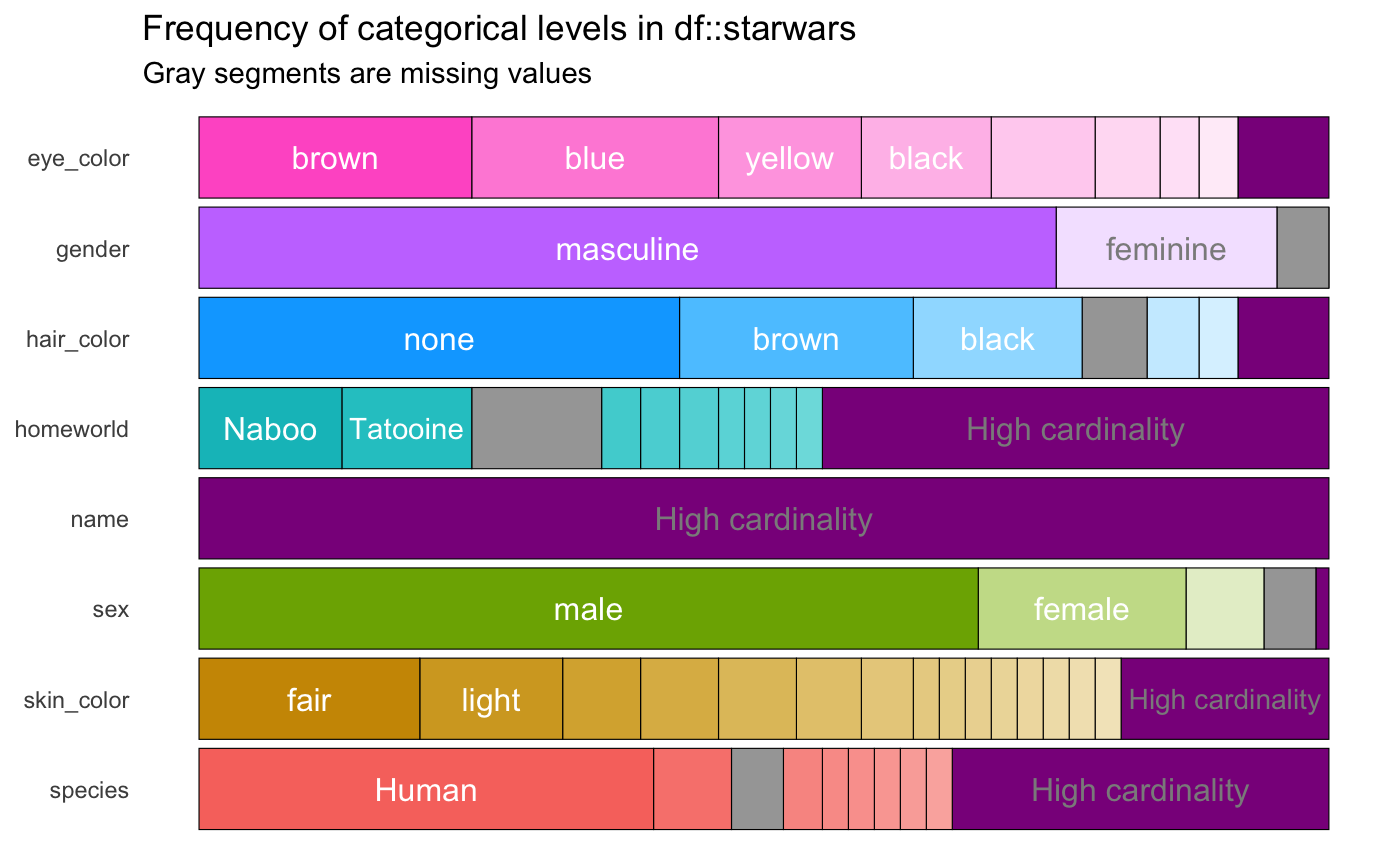 Frequency of categorical levels in df::starwars
Gray segments are missing values
eye_color brown blue yellow black
gender masculine feminine
hair_color none brown black
homeworld Naboo Tatooine High cardinality
name High cardinality
sex male female
skin_color fair light High cardinality
species Human High cardinality